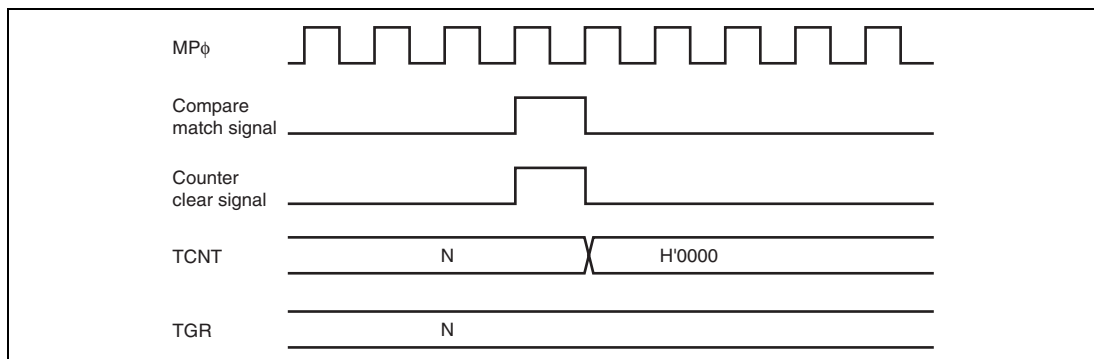 MPϕ
Compare
match signal
Counter
clear signal
TCNT
N
H'0000
TGR
N